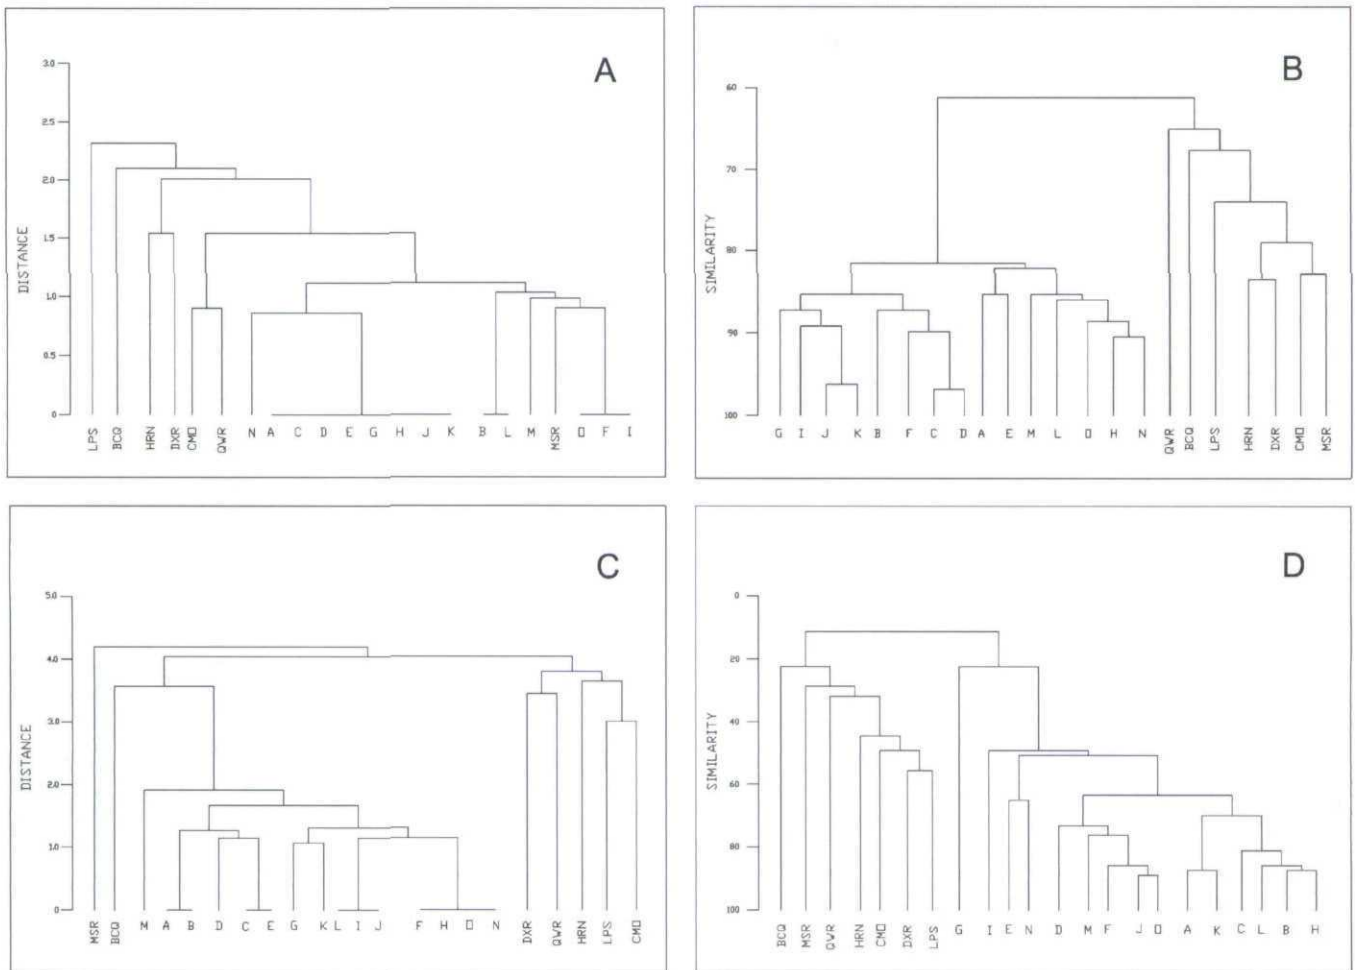 A
3.0
2.5
2.0
1.5
1.0
0.5
0
DISTANCE
LPS BCQ HRN DXR CMO QWR N A C D E G H J K B L M MSR O F I
B
60
70
80
90
100
SIMILARITY
G I J K B F C D A E M L O H N QWR BCQ LPS HRN DXR CMO MSR
C
5.0
4.0
3.0
2.0
1.0
0
DISTANCE
MSR BCQ M A B D C E G K L I J F H O N DXR QWR HRN LPS CMO
D
0
20
40
60
80
100
SIMILARITY
BCQ MSR QWR HRN CMO DXR LPS G I E N D M F J O A K C L B H